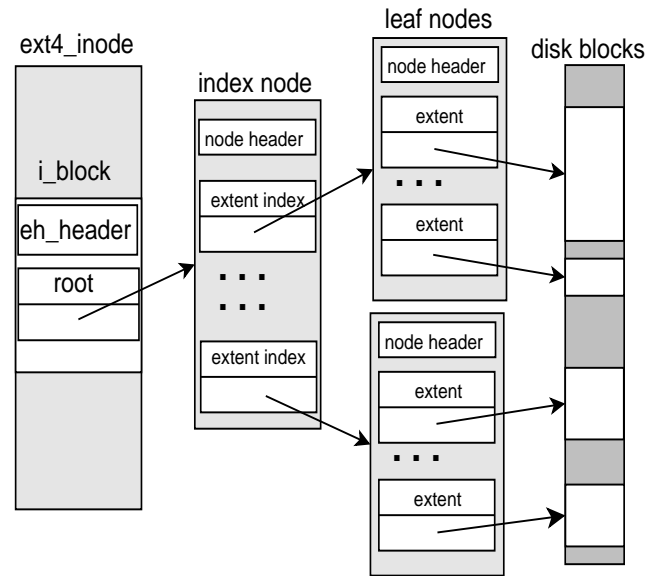 ext4_inode
i_block
eh_header
root
index node
node header
extent index
. . .
. . .
extent index
leaf nodes
node header
extent
. . .
extent
node header
extent
. . .
extent
disk blocks